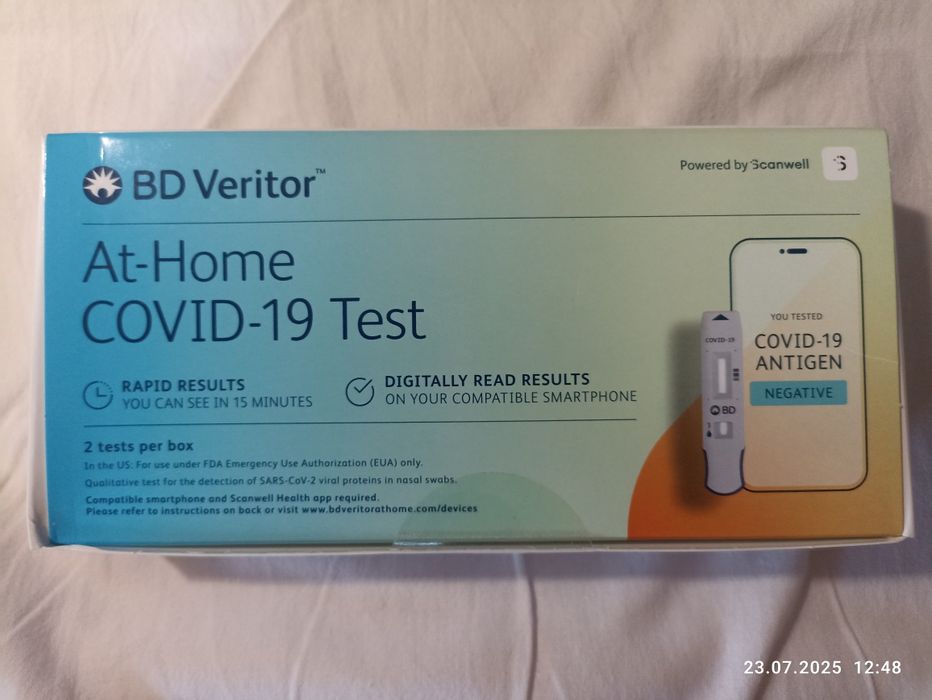 BD Veritor™
Powered by Scanwell
S
At-Home
COVID-19 Test
RAPID RESULTS
YOU CAN SEE IN 15 MINUTES
DIGITALLY READ RESULTS
ON YOUR COMPATIBLE SMARTPHONE
2 tests per box
In the US: For use under FDA Emergency Use Authorization (EUA) only.
Qualitative test for the detection of SARS-CoV-2 viral proteins in nasal swabs.
Compatible smartphone and Scanwell Health app required.
Please refer to instructions on back or visit www.bdveritorathome.com/devices
COVID-19
BD
YOU TESTED
COVID-19
ANTIGEN
NEGATIVE
23.07.2025 12:48